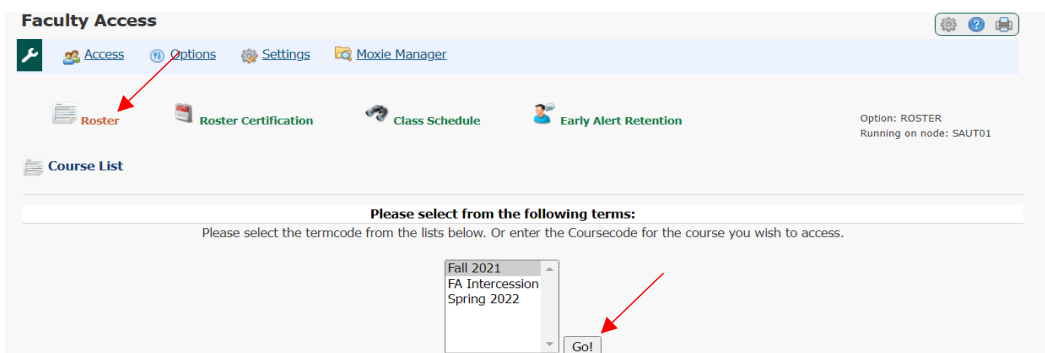 Faculty Access
Access Options Settings Moxie Manager
Roster Roster Certification Class Schedule Early Alert Retention
Option: ROSTER
Running on node: SAUT01
Course List
Please select from the following terms:
Please select the termcode from the lists below. Or enter the Coursecode for the course you wish to access.
Fall 2021
FA Intercession
Spring 2022
Go!